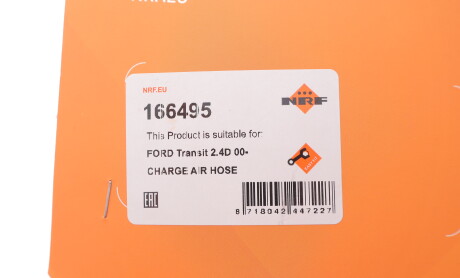 NRF.EU
166495
NRF
This Product is suitable for:
FORD Transit 2.4D 00-
CHARGE AIR HOSE
EAC
8 718042 447227